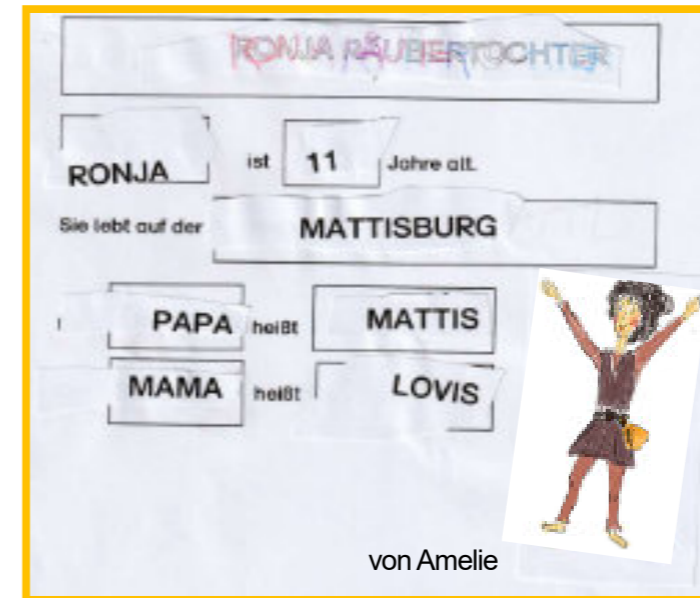 RONJA RÄUBERTOCHTER
RONJA ist 11 Jahre alt.
Sie lebt auf der MATTISBURG
PAPA heißt MATTIS
MAMA heißt LOVIS
von Amelie